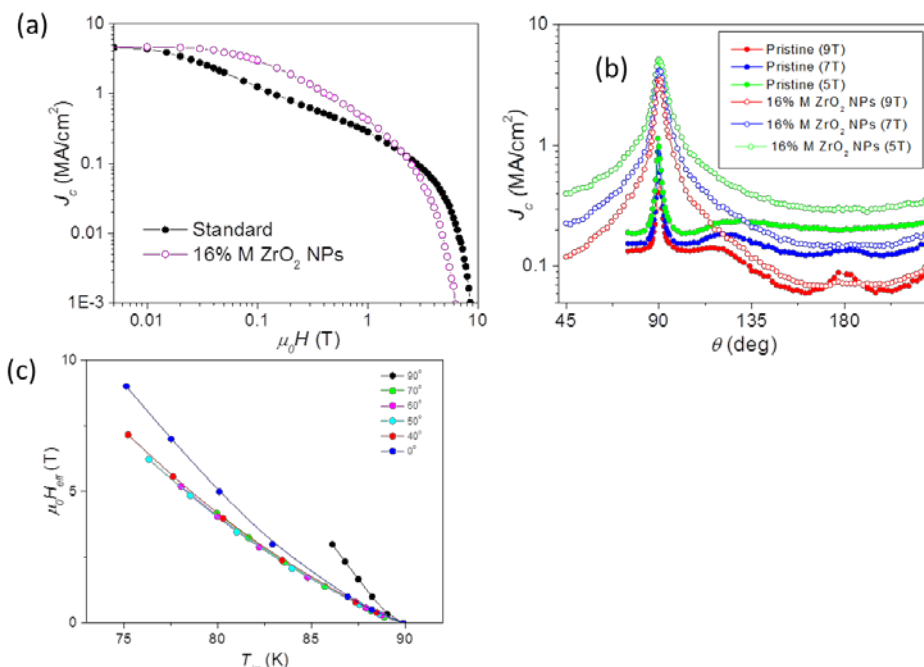 (a)
10
1
0.1
0.01
1E-3
J_c (MA/cm²)
Standard
16% M ZrO₂ NPs
0.01
0.1
1
10
μ₀H (T)
(b)
10
1
0.1
J_c (MA/cm²)
Pristine (9T)
Pristine (7T)
Pristine (5T)
16% M ZrO₂ NPs (9T)
16% M ZrO₂ NPs (7T)
16% M ZrO₂ NPs (5T)
45
90
135
180
θ (deg)
(c)
10
5
0
μ₀H_eff (T)
90°
70°
60°
50°
40°
0°
75
80
85
90
(K)